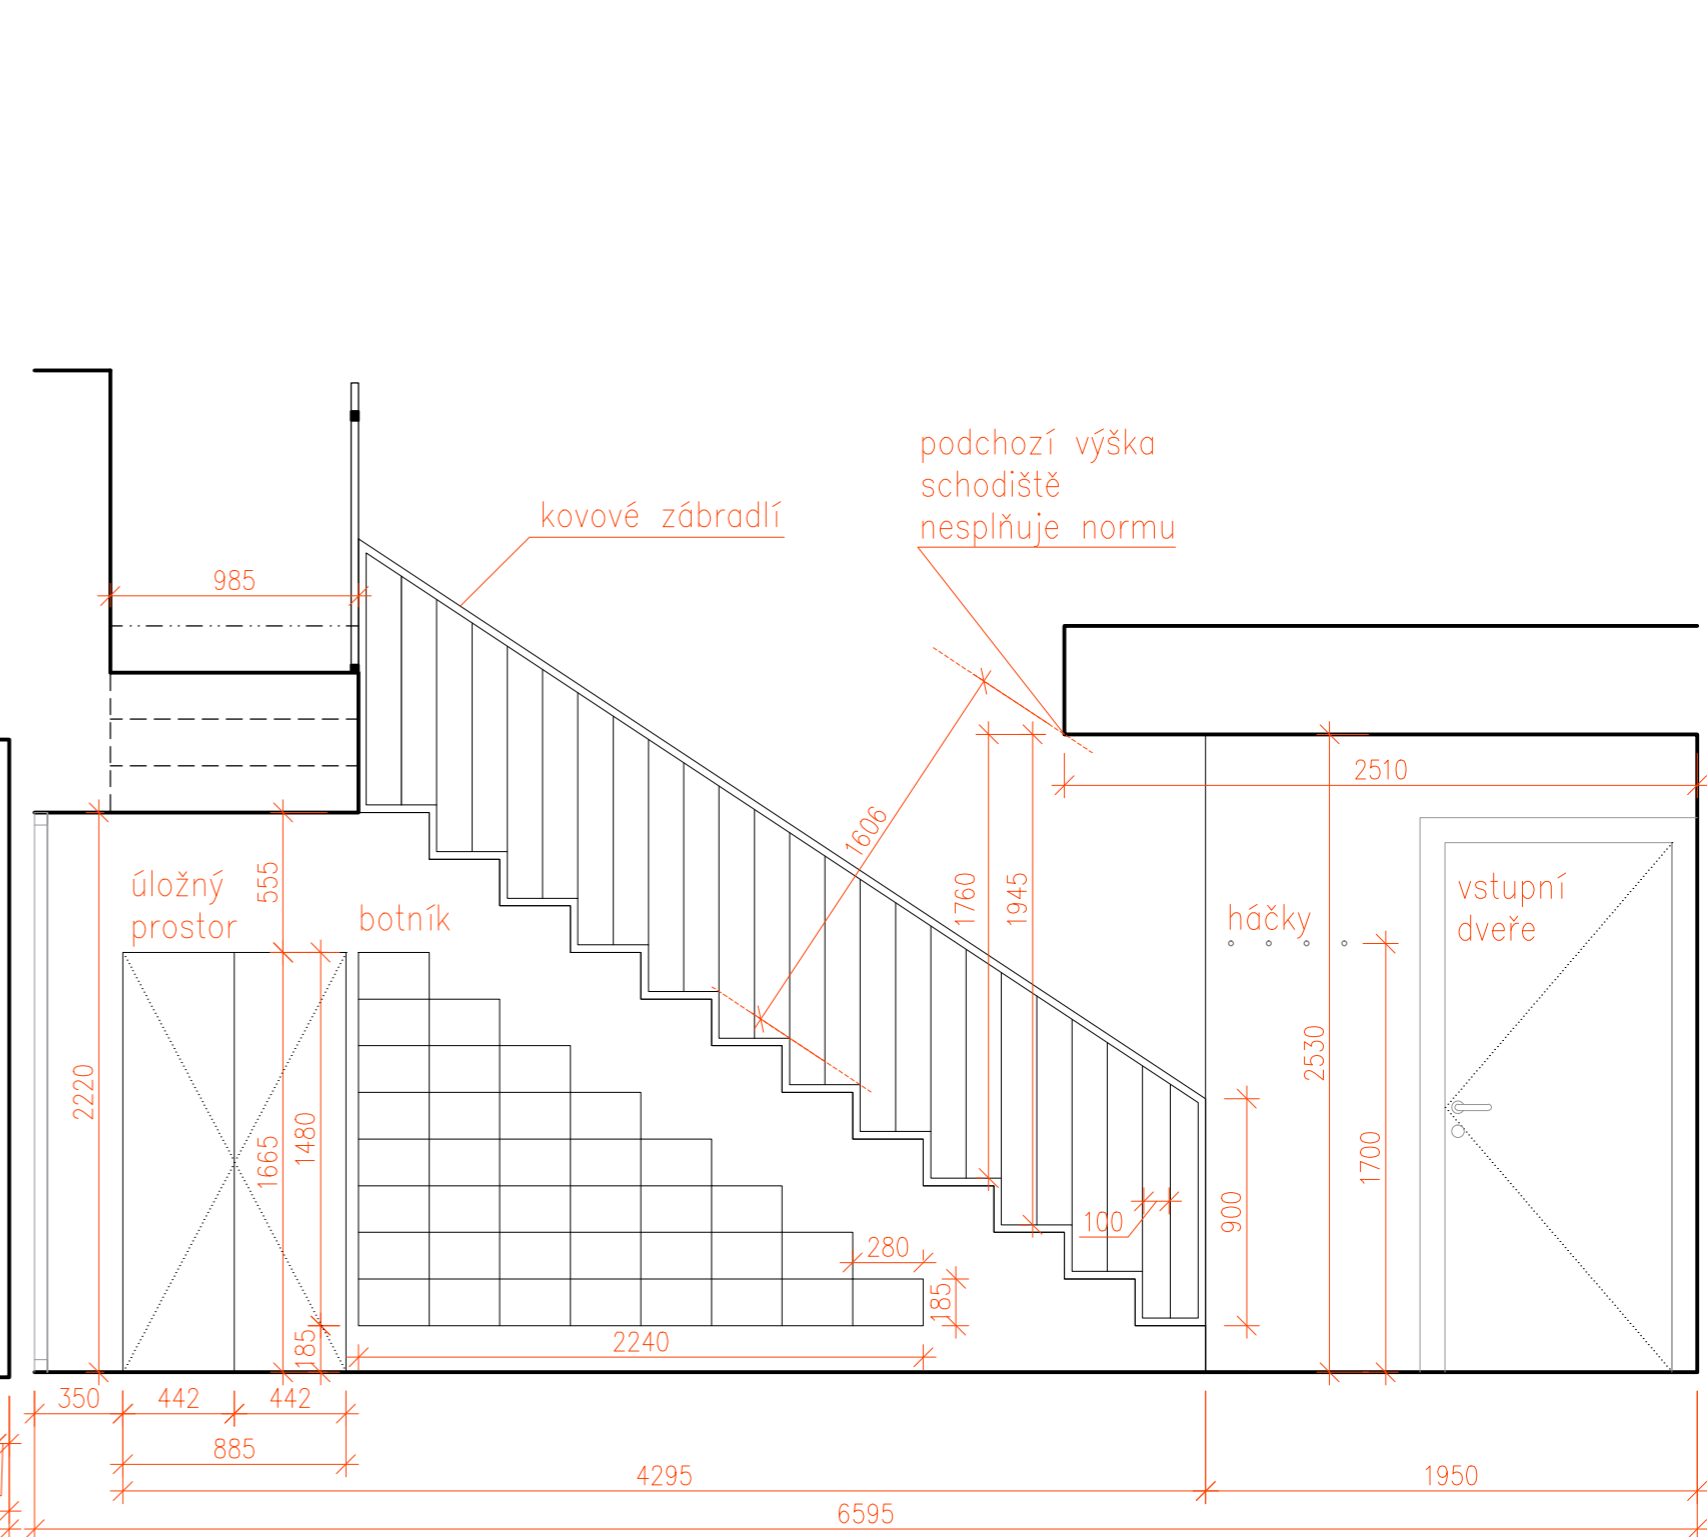 podchozí výška
schodiště
nesplňuje normu
kovové zábradlí
985
2510
1606
úložný
prostor
555
botník
1760
1945
háčky
vstupní
dveře
2220
1665
1480
2530
1700
900
100
280
185
185
2240
350
442
442
885
4295
1950
6595